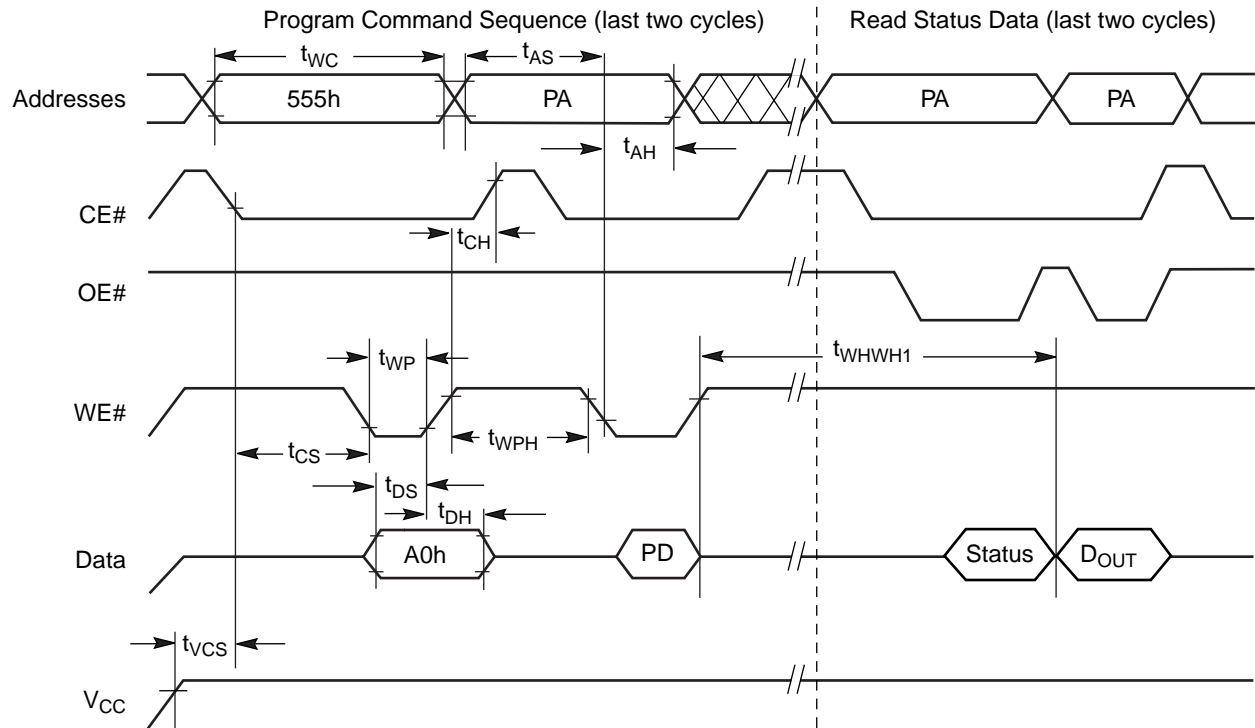 Program Command Sequence (last two cycles) Read Status Data (last two cycles)
tWC tAS
Addresses 555h PA PA PA
tAH
CE#
tCH
OE#
tWP tWHWH1
WE#
tCS tWPH
tDS
tDH
Data A0h PD Status DOUT
tVCS
VCC